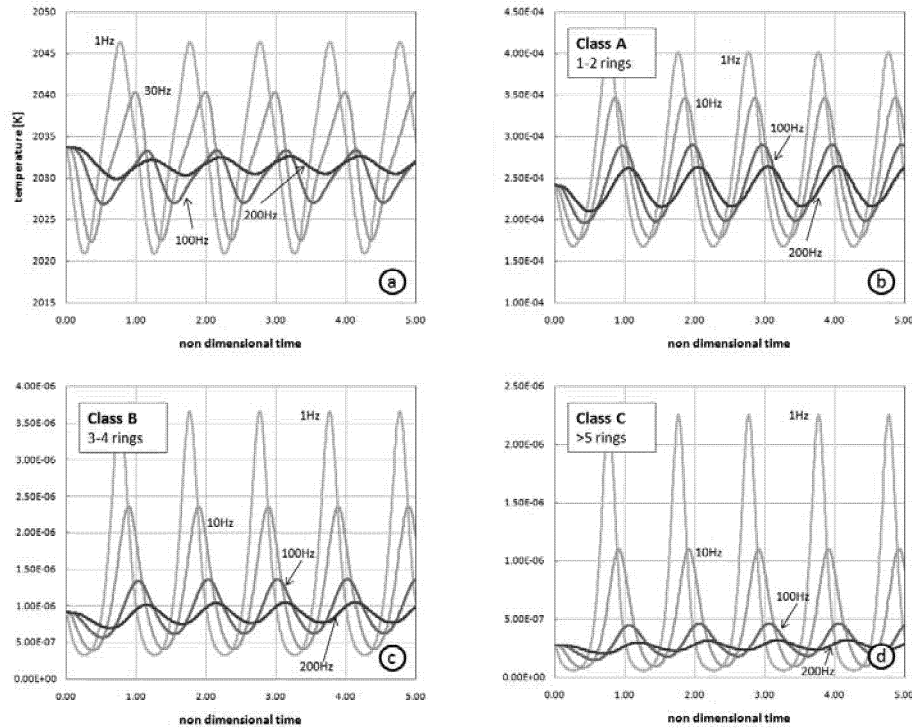 2050
2045
2040
2035
2030
2025
2020
2015
temperature [K]
1Hz
30Hz
200Hz
100Hz
a
0.00 1.00 2.00 3.00 4.00 5.00
non dimensional time
4.50E-04
4.00E-04
3.50E-04
3.00E-04
2.50E-04
2.00E-04
1.50E-04
1.00E-04
Class A
1-2 rings
1Hz
10Hz
100Hz
200Hz
b
0.00 1.00 2.00 3.00 4.00 5.00
non dimensional time
4.00E-06
3.50E-06
3.00E-06
2.50E-06
2.00E-06
1.50E-06
1.00E-06
5.00E-07
0.00E+00
Class B
3-4 rings
1Hz
10Hz
100Hz
200Hz
c
0.00 1.00 2.00 3.00 4.00 5.00
non dimensional time
2.50E-06
2.00E-06
1.50E-06
1.00E-06
5.00E-07
0.00E+00
Class C
>5 rings
1Hz
10Hz
100Hz
200Hz
d
0.00 1.00 2.00 3.00 4.00 5.00
non dimensional time